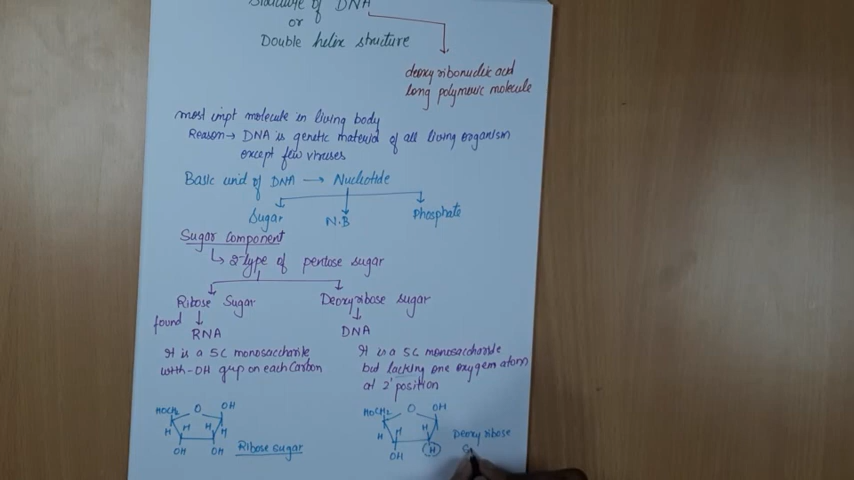 Structure of DNA
or
Double helix structure
deoxyribonucleic acid
long polymeric molecule
most impt molecule in living body
Reason → DNA is genetic material of all living organism
except few viruses
Basic unit of DNA → Nucleotide
Sugar N.B Phosphate
Sugar component
2-type of pentose sugar
Ribose Sugar Deoxyribose sugar
found
RNA DNA
It is a 5C monosaccharide
with -OH grp on each Carbon
It is a 5C monosaccharide
but lacking one oxygem atom
at 2' position
HOCH2 O OH
H H H H
OH OH
Ribose sugar
HOCH2 O OH
H H H
OH H
Deoxyribose
S